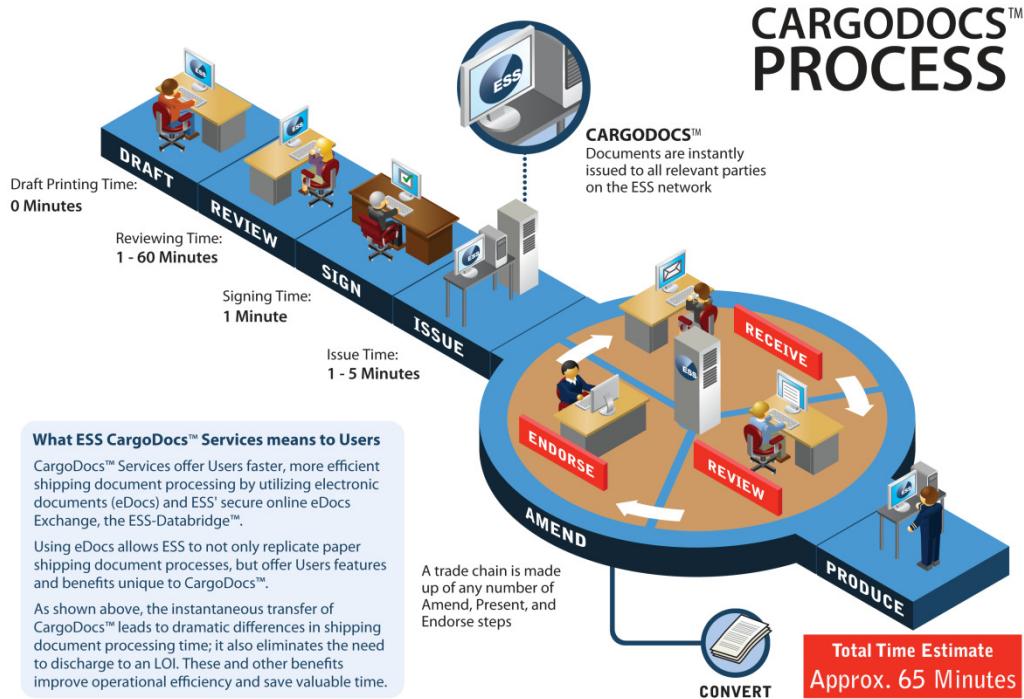 CARGODOCS™
PROCESS
ESS
ESS
ESS
CARGODOCS™
Documents are instantly
issued to all relevant parties
on the ESS network
DRAFT
Draft Printing Time:
0 Minutes
REVIEW
Reviewing Time:
1 - 60 Minutes
SIGN
Signing Time:
1 Minute
ESS
ISSUE
Issue Time:
1 - 5 Minutes
RECEIVE
ESS
ENDORSE
REVIEW
AMEND
ESS
PRODUCE
What ESS CargoDocs™ Services means to Users
CargoDocs™ Services offer Users faster, more efficient
shipping document processing by utilizing electronic
documents (eDocs) and ESS' secure online eDocs
Exchange, the ESS-Databridge™.
Using eDocs allows ESS to not only replicate paper
shipping document processes, but offer Users features
and benefits unique to CargoDocs™.
As shown above, the instantaneous transfer of
CargoDocs™ leads to dramatic differences in shipping
document processing time; it also eliminates the need
to discharge to an LOI. These and other benefits
improve operational efficiency and save valuable time.
A trade chain is made
up of any number of
Amend, Present, and
Endorse steps
CONVERT
Total Time Estimate
Approx. 65 Minutes